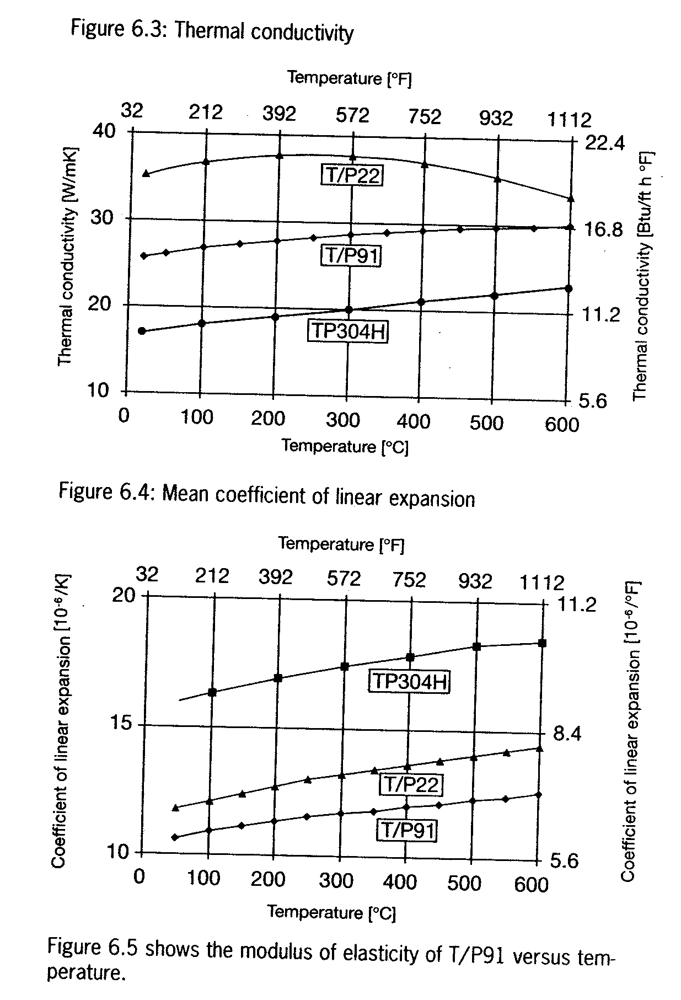 Figure 6.3: Thermal conductivity
Temperature [°F]
32 212 392 572 752 932 1112
40 22.4
T/P22
30 16.8
T/P91
20 11.2
TP304H
10 5.6
Thermal conductivity [W/mK]
Thermal conductivity [Btu/ft h °F]
0 100 200 300 400 500 600
Temperature [°C]
Figure 6.4: Mean coefficient of linear expansion
Temperature [°F]
32 212 392 572 752 932 1112
20 11.2
TP304H
15 8.4
T/P22
T/P91
10 5.6
Coefficient of linear expansion [10⁻⁶/K]
Coefficient of linear expansion [10⁻⁶/°F]
0 100 200 300 400 500 600
Temperature [°C]
Figure 6.5 shows the modulus of elasticity of T/P91 versus tem-
perature.